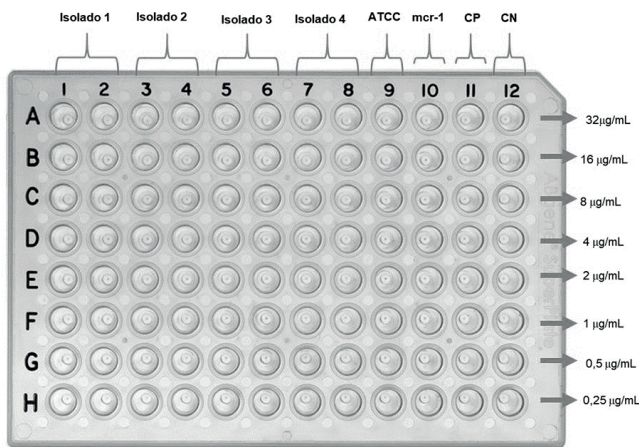 Isolado 1 Isolado 2 Isolado 3 Isolado 4 ATCC mcr-1 CP CN
1 2 3 4 5 6 7 8 9 10 11 12
A 32µg/mL
B 16 µg/mL
C 8 µg/mL
D 4 µg/mL
E 2 µg/mL
F 1 µg/mL
G 0,5 µg/mL
H 0,25 µg/mL